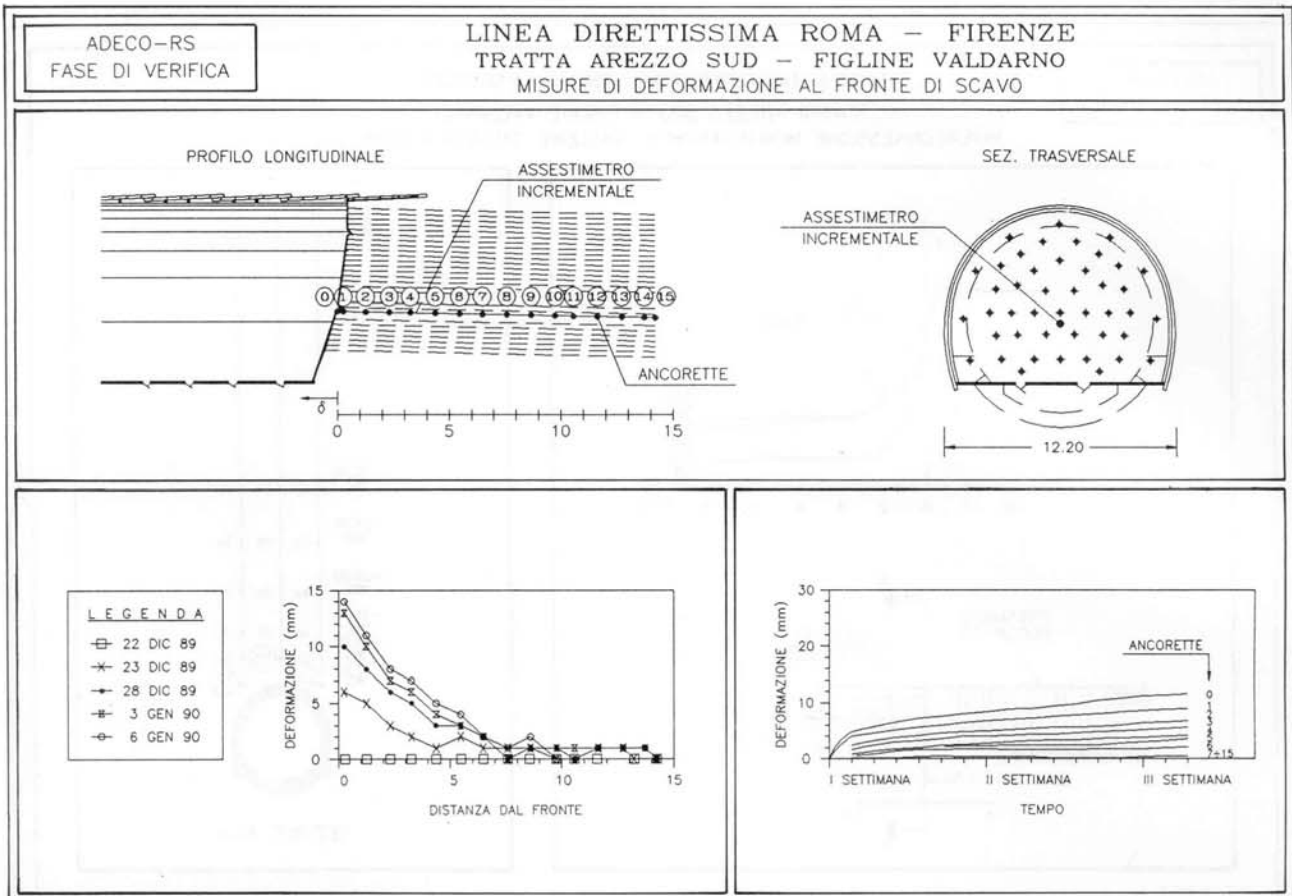 ADECO-RS
FASE DI VERIFICA
LINEA DIRETTISSIMA ROMA – FIRENZE
TRATTA AREZZO SUD – FIGLINE VALDARNO
MISURE DI DEFORMAZIONE AL FRONTE DI SCAVO
PROFILO LONGITUDINALE
ASSESTIMETRO
INCREMENTALE
0 1 2 3 4 5 6 7 8 9 10 11 12 13 14 15
ANCORETTE
δ
0 5 10 15
SEZ. TRASVERSALE
ASSESTIMETRO
INCREMENTALE
12.20
LEGENDA
22 DIC 89
23 DIC 89
28 DIC 89
3 GEN 90
6 GEN 90
DEFORMAZIONE (mm)
15
10
5
0
0 5 10 15
DISTANZA DAL FRONTE
DEFORMAZIONE (mm)
30
20
10
0
ANCORETTE
0
1
2
3
4
5
6
7÷15
I SETTIMANA II SETTIMANA III SETTIMANA
TEMPO